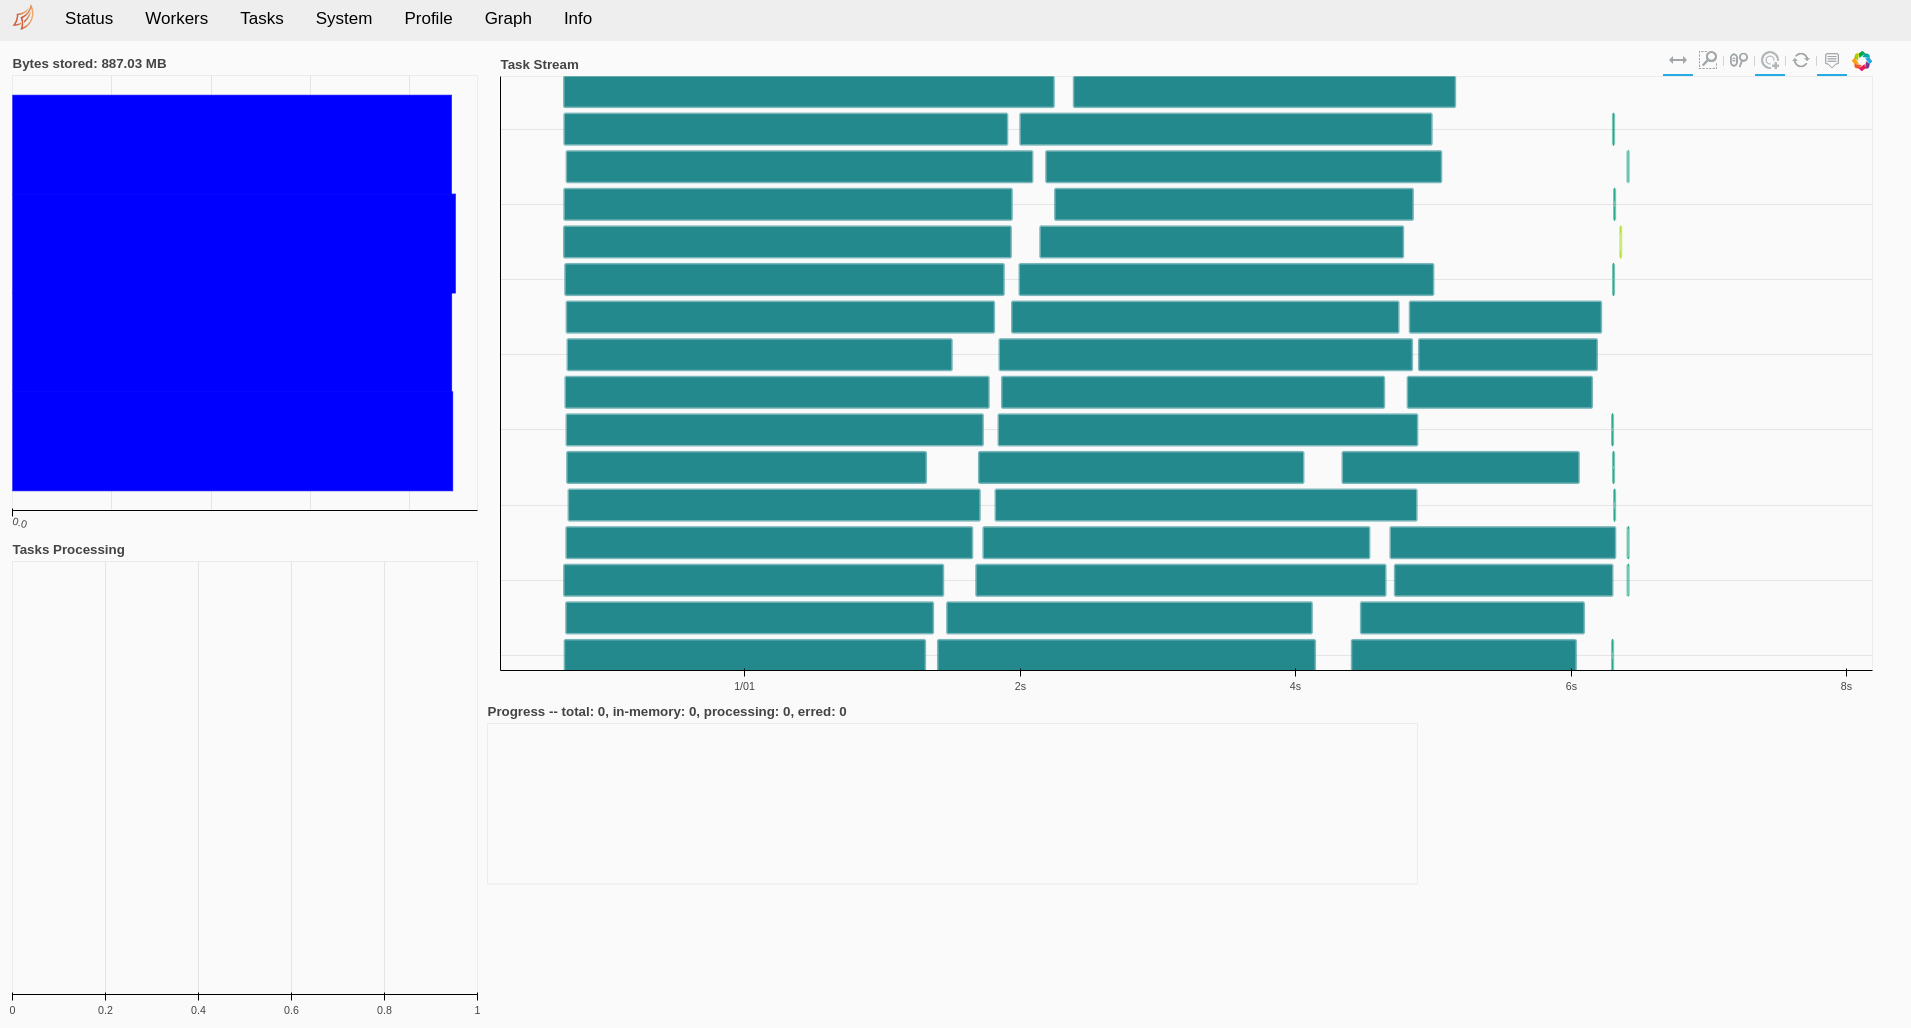 Status Workers Tasks System Profile Graph Info
Bytes stored: 887.03 MB
0.0
Tasks Processing
0 0.2 0.4 0.6 0.8 1
Task Stream
1/01 2s 4s 6s 8s
Progress -- total: 0, in-memory: 0, processing: 0, erred: 0